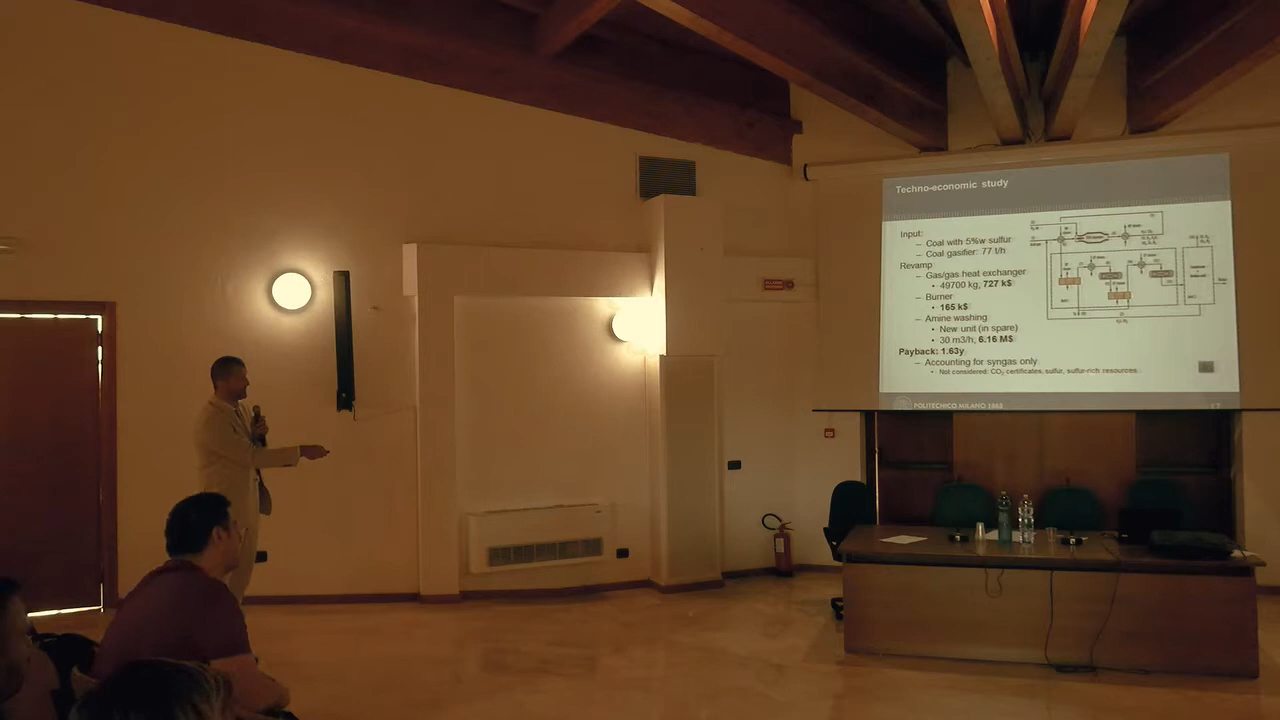 Techno-economic study
Input:
– Coal with 5%w sulfur
– Coal gasifier: 77 t/h
Revamp
– Gas/gas heat exchanger
• 49700 kg, 727 k$
– Burner
• 165 k$
– Amine washing
• New unit (in spare)
• 30 m3/h, 6.16 M$
Payback: 1.63y
– Accounting for syngas only
• Not considered: CO₂ certificates, sulfur, sulfur-rich resources
POLITECNICO MILANO 1863